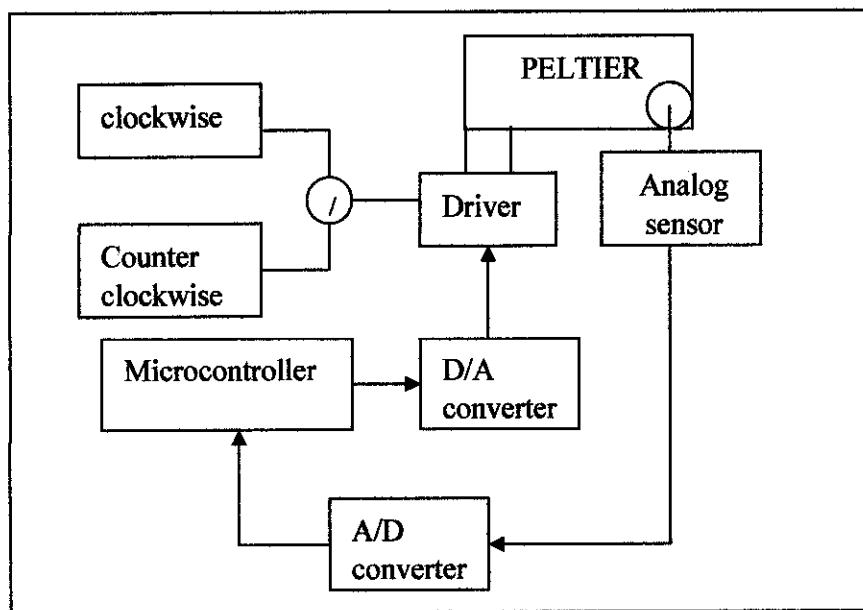 PELTIER
clockwise
Analog
sensor
Driver
/
Counter
clockwise
Microcontroller
D/A
converter
A/D
converter